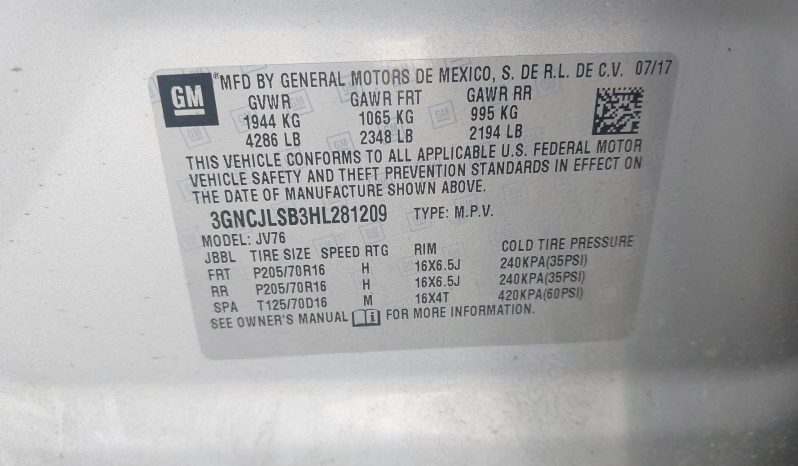 GM ® MFD BY GENERAL MOTORS DE MEXICO, S. DE R.L. DE C.V. 07/17
GVWR GAWR FRT GAWR RR
1944 KG 1065 KG 995 KG
4286 LB 2348 LB 2194 LB
THIS VEHICLE CONFORMS TO ALL APPLICABLE U.S. FEDERAL MOTOR
VEHICLE SAFETY AND THEFT PREVENTION STANDARDS IN EFFECT ON
THE DATE OF MANUFACTURE SHOWN ABOVE.
3GNCJLSB3HL281209 TYPE: M.P.V.
MODEL: JV76
JBBL TIRE SIZE SPEED RTG RIM COLD TIRE PRESSURE
FRT P205/70R16 H 16X6.5J 240KPA(35PSI)
RR P205/70R16 H 16X6.5J 240KPA(35PSI)
SPA T125/70D16 M 16X4T 420KPA(60PSI)
SEE OWNER'S MANUAL FOR MORE INFORMATION.